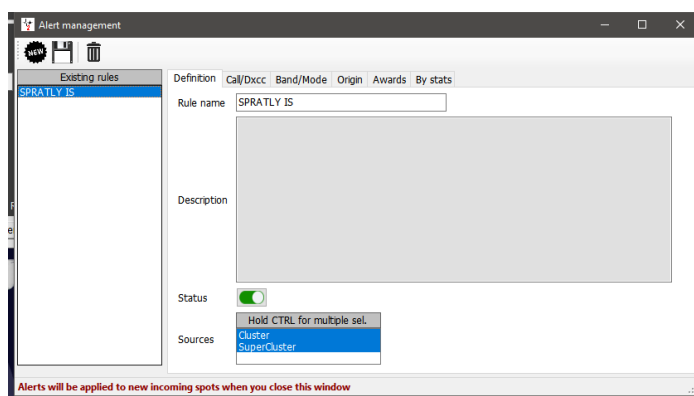 Alert management
NEW
Existing rules
SPRATLY IS
Definition Call/Dxcc Band/Mode Origin Awards By stats
Rule name SPRATLY IS
Description
Status
Hold CTRL for multiple sel.
Sources
Cluster
SuperCluster
Alerts will be applied to new incoming spots when you close this window